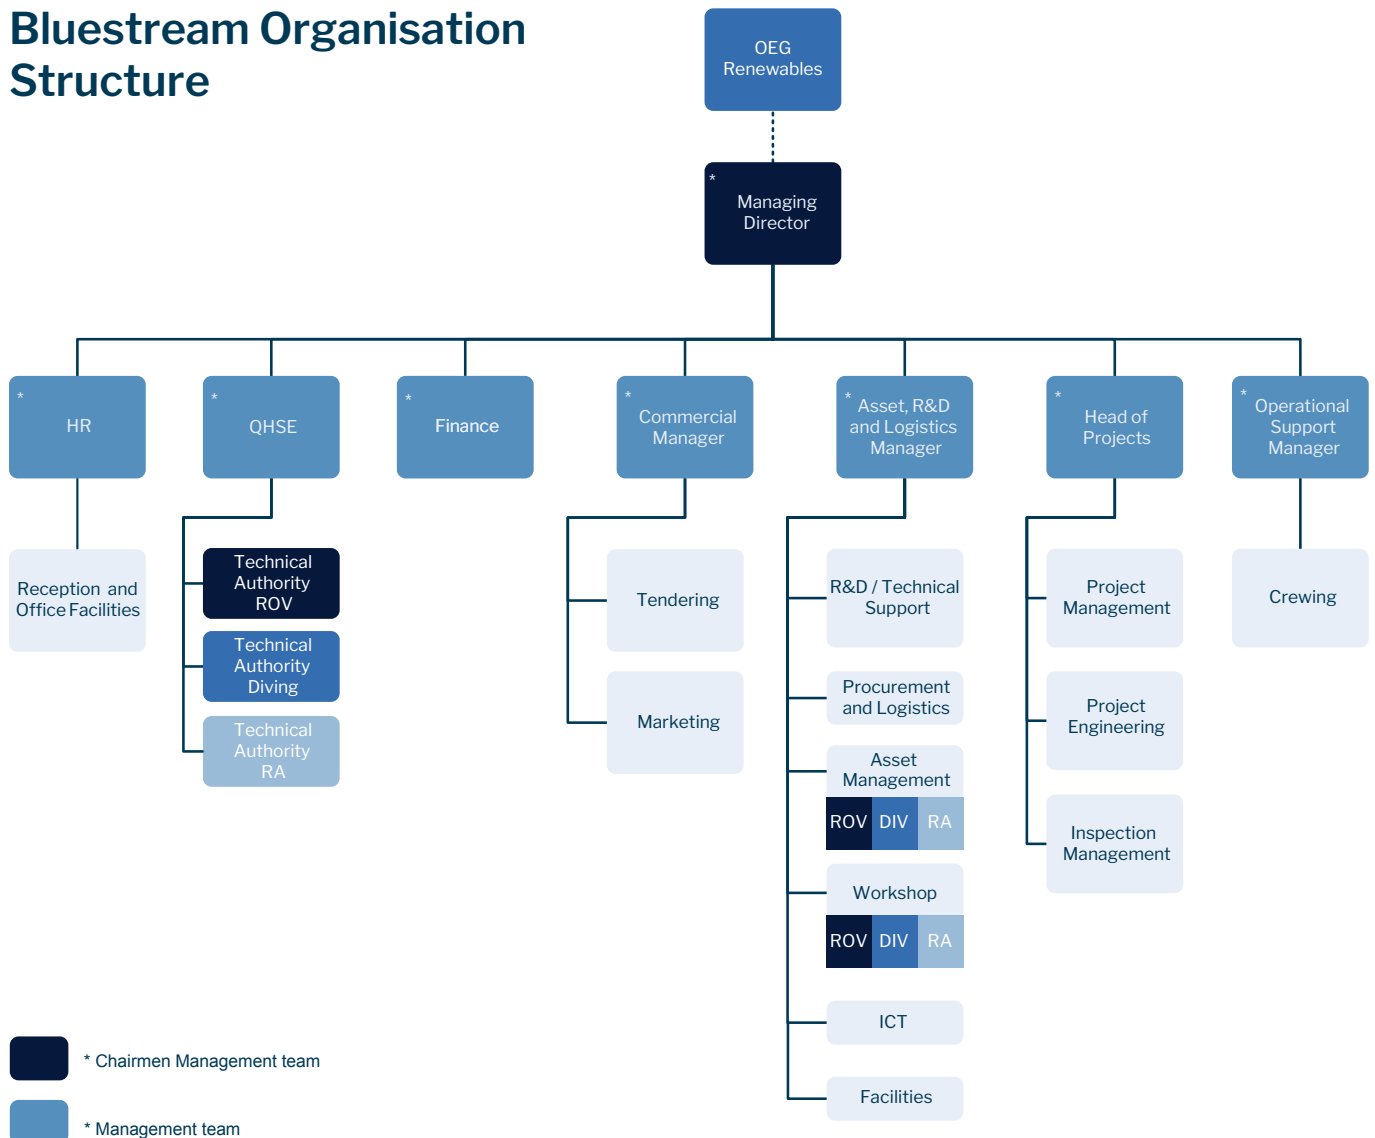 Bluestream Organisation
Structure
OEG
Renewables
*
Managing
Director
*
HR
*
QHSE
*
Finance
*
Commercial
Manager
*
Asset, R&D
and Logistics
Manager
*
Head of
Projects
*
Operational
Support
Manager
Reception and
Office Facilities
Technical
Authority
ROV
Technical
Authority
Diving
Technical
Authority
RA
Tendering
Marketing
R&D / Technical
Support
Procurement
and Logistics
Asset
Management
ROV DIV RA
Workshop
ROV DIV RA
ICT
Facilities
Project
Management
Project
Engineering
Inspection
Management
Crewing
* Chairmen Management team
* Management team